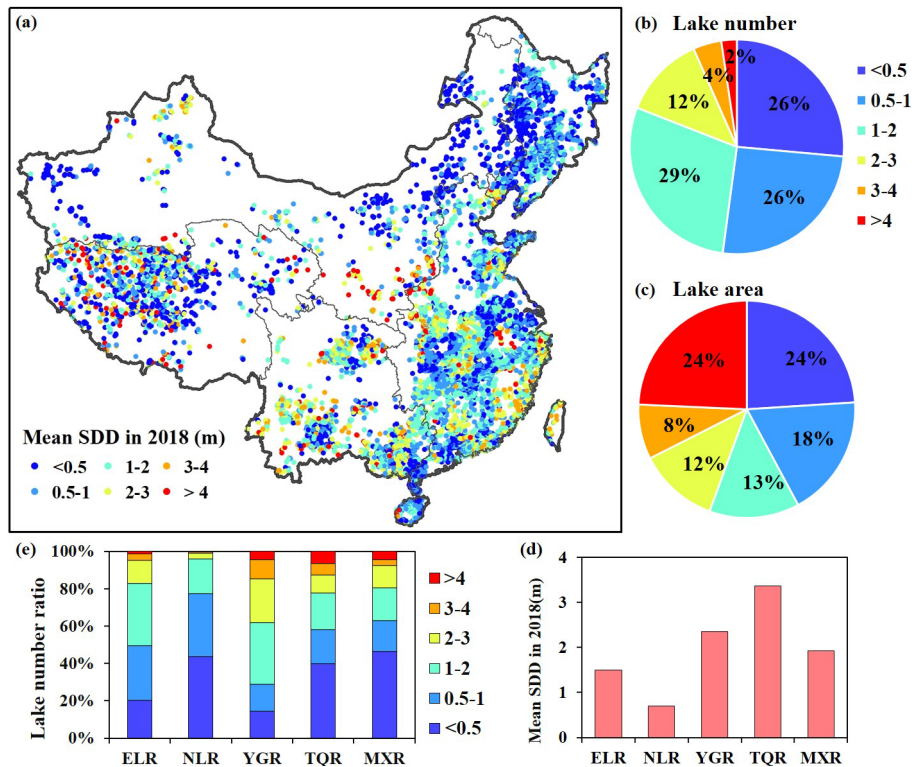 (a)
Mean SDD in 2018 (m)
<0.5 1-2 3-4
0.5-1 2-3 > 4
(b) Lake number
2%
4%
12%
26%
29%
26%
<0.5
0.5-1
1-2
2-3
3-4
>4
(c) Lake area
24%
24%
8%
18%
12%
13%
(e)
Lake number ratio
100%
80%
60%
40%
20%
0%
ELR NLR YGR TQR MXR
>4
3-4
2-3
1-2
0.5-1
<0.5
(d)
Mean SDD in 2018(m)
4
3
2
1
0
ELR NLR YGR TQR MXR